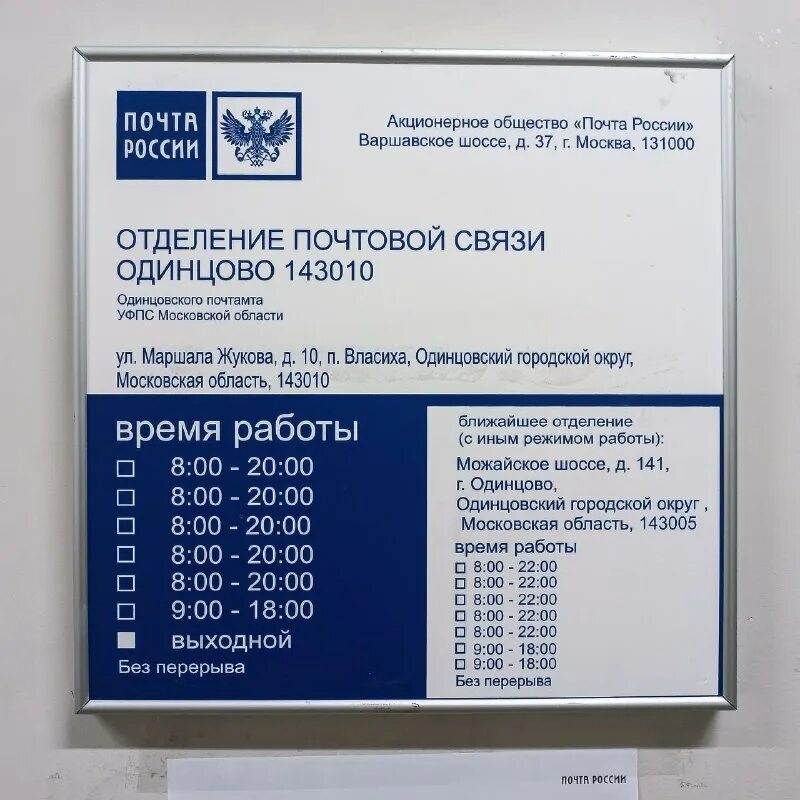 ПОЧТА
РОССИИ
Акционерное общество «Почта России»
Варшавское шоссе, д. 37, г. Москва, 131000
ОТДЕЛЕНИЕ ПОЧТОВОЙ СВЯЗИ
ОДИНЦОВО 143010
Одинцовского почтамта
УФПС Московской области
ул. Маршала Жукова, д. 10, п. Власиха, Одинцовский городской округ,
Московская область, 143010
время работы
8:00 - 20:00
8:00 - 20:00
8:00 - 20:00
8:00 - 20:00
8:00 - 20:00
9:00 - 18:00
выходной
Без перерыва
ближайшее отделение
(с иным режимом работы):
Можайское шоссе, д. 141,
г. Одинцово,
Одинцовский городской округ ,
Московская область, 143005
время работы
8:00 - 22:00
8:00 - 22:00
8:00 - 22:00
8:00 - 22:00
8:00 - 22:00
9:00 - 18:00
9:00 - 18:00
Без перерыва
ПОЧТА РОССИИ